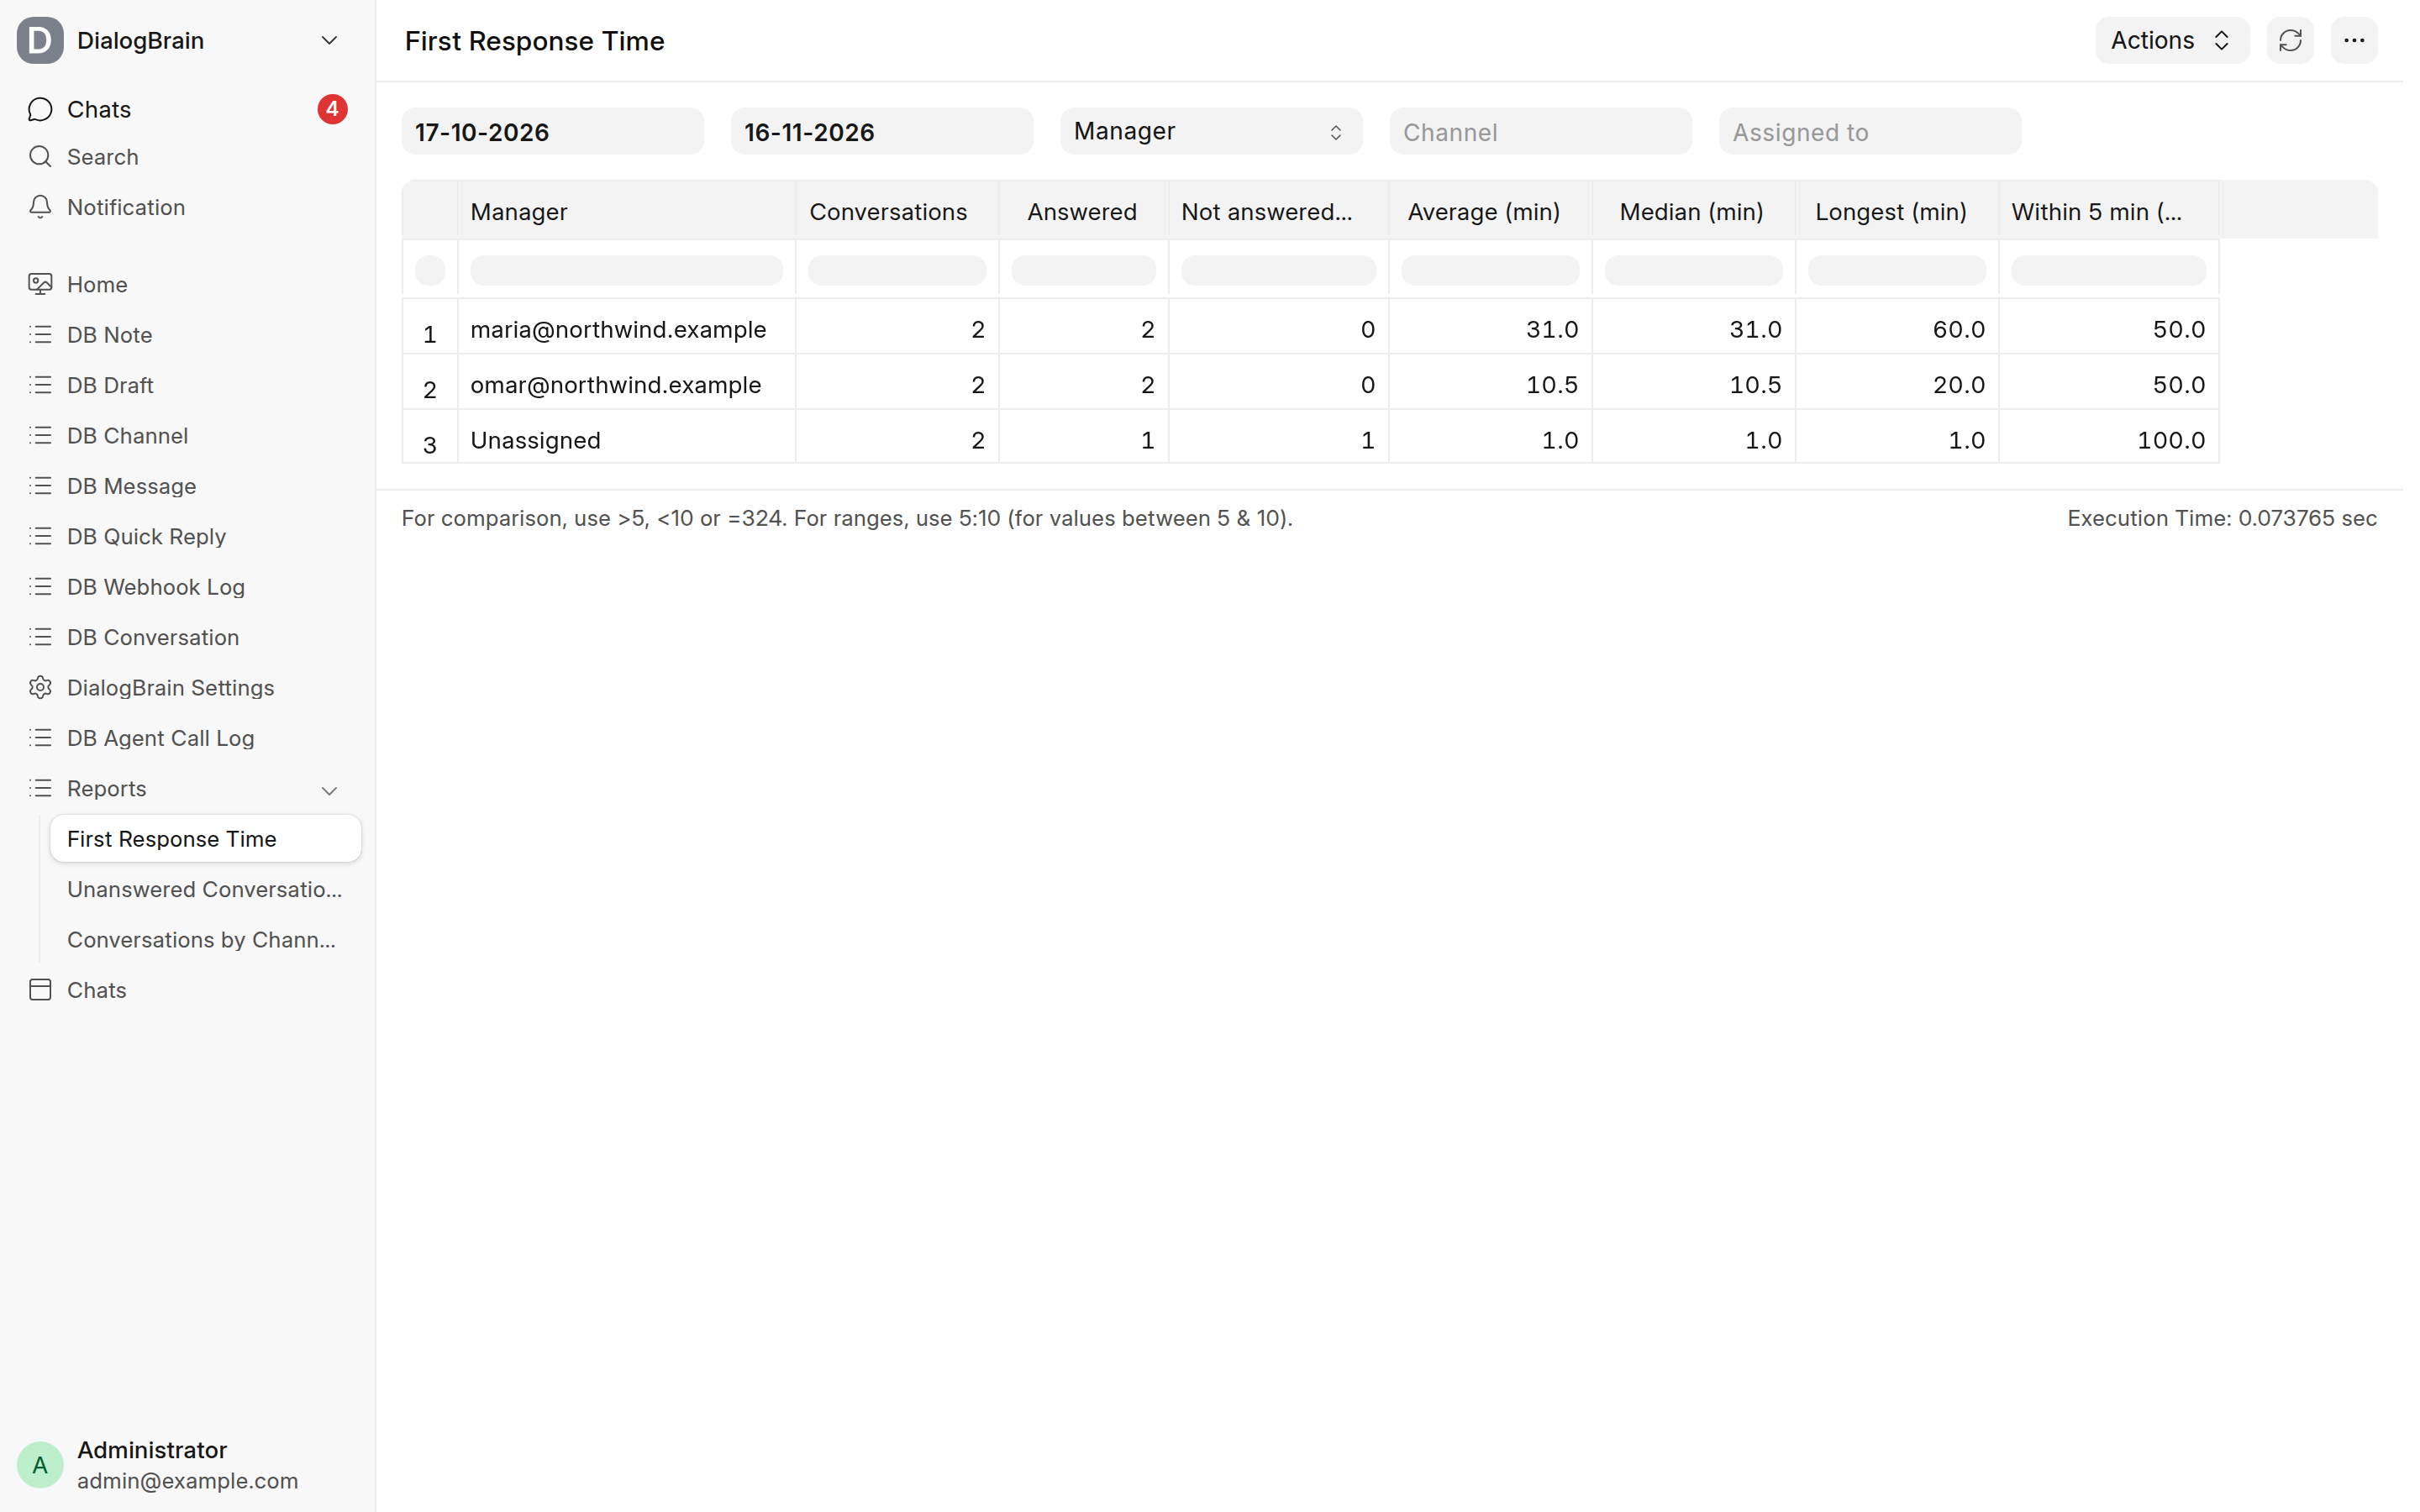 D DialogBrain
Chats 4
Search
Notification
Home
DB Note
DB Draft
DB Channel
DB Message
DB Quick Reply
DB Webhook Log
DB Conversation
DialogBrain Settings
DB Agent Call Log
Reports
First Response Time
Unanswered Conversatio...
Conversations by Chann...
Chats
A Administrator
admin@example.com
First Response Time
Actions
17-10-2026 16-11-2026 Manager Channel Assigned to
Manager Conversations Answered Not answered... Average (min) Median (min) Longest (min) Within 5 min (...
1 maria@northwind.example 2 2 0 31.0 31.0 60.0 50.0
2 omar@northwind.example 2 2 0 10.5 10.5 20.0 50.0
3 Unassigned 2 1 1 1.0 1.0 1.0 100.0
For comparison, use >5, <10 or =324. For ranges, use 5:10 (for values between 5 & 10). Execution Time: 0.073765 sec